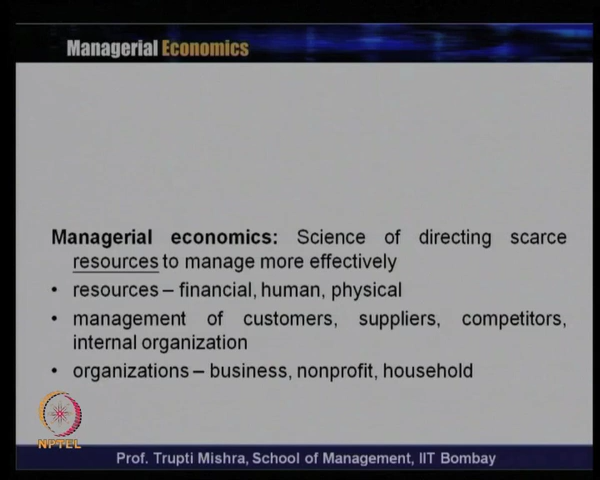 Managerial Economics
Managerial economics: Science of directing scarce
resources to manage more effectively
• resources – financial, human, physical
• management of customers, suppliers, competitors,
internal organization
• organizations – business, nonprofit, household
NPTEL
Prof. Trupti Mishra, School of Management, IIT Bombay